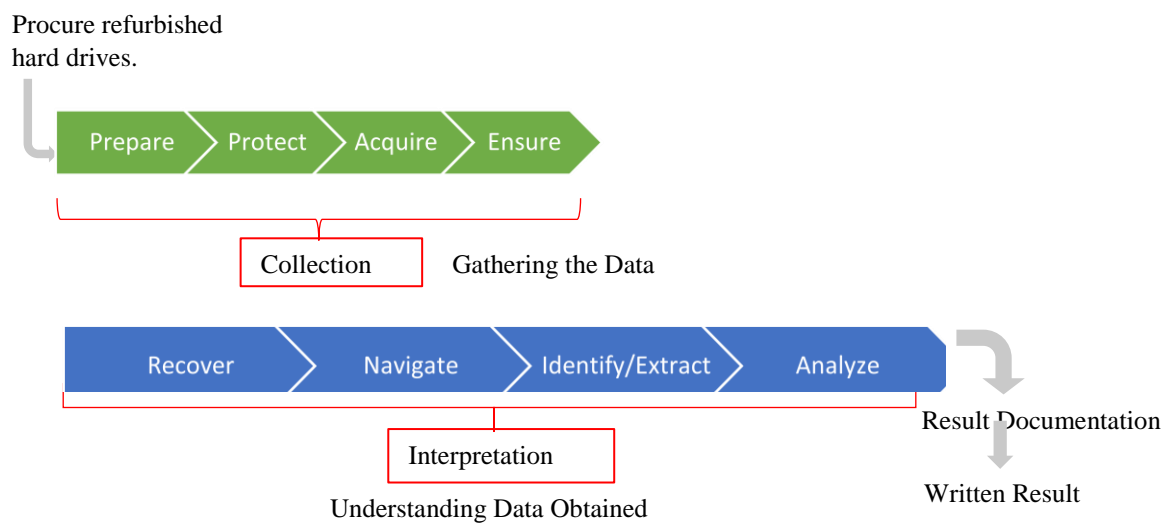 Procure refurbished
hard drives.
Prepare Protect Acquire Ensure
Collection Gathering the Data
Recover Navigate Identify/Extract Analyze
Result Documentation
Interpretation
Written Result
Understanding Data Obtained